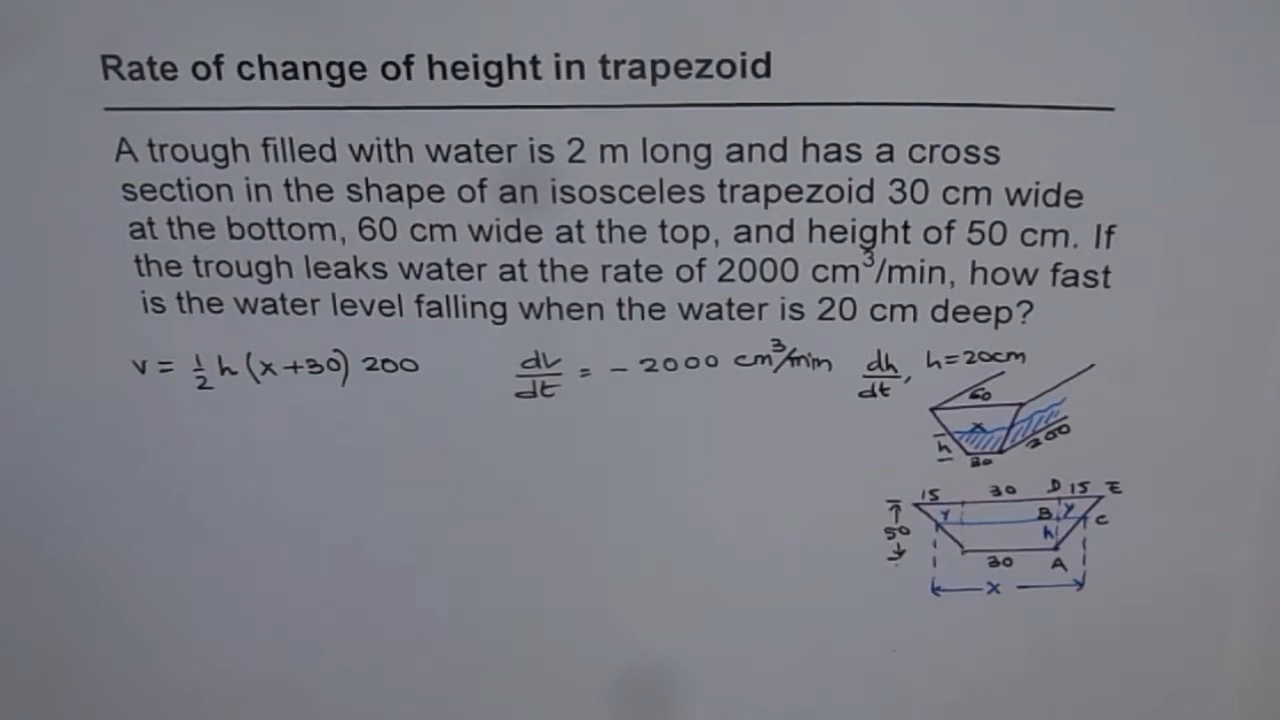 Rate of change of height in trapezoid
A trough filled with water is 2 m long and has a cross
section in the shape of an isosceles trapezoid 30 cm wide
at the bottom, 60 cm wide at the top, and height of 50 cm. If
the trough leaks water at the rate of 2000 cm³/min, how fast
is the water level falling when the water is 20 cm deep?
v = 1/2 h (x+30) 200 dv/dt = - 2000 cm³/min dh/dt, h=20cm
60
x
h
200
30
15 30 D 15 E
y B y C
50 h
30 A
x